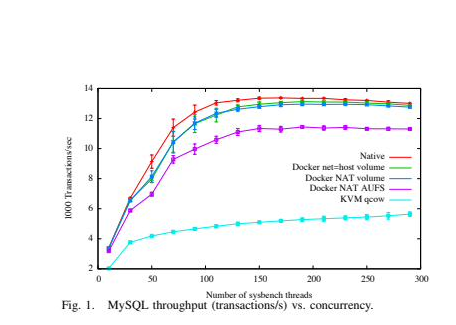 14
12
10
8
6
4
2
1000 Transactions/sec
Native
Docker net=host volume
Docker NAT volume
Docker NAT AUFS
KVM qcow
0 50 100 150 200 250 300
Number of sysbench threads
Fig. 1. MySQL throughput (transactions/s) vs. concurrency.